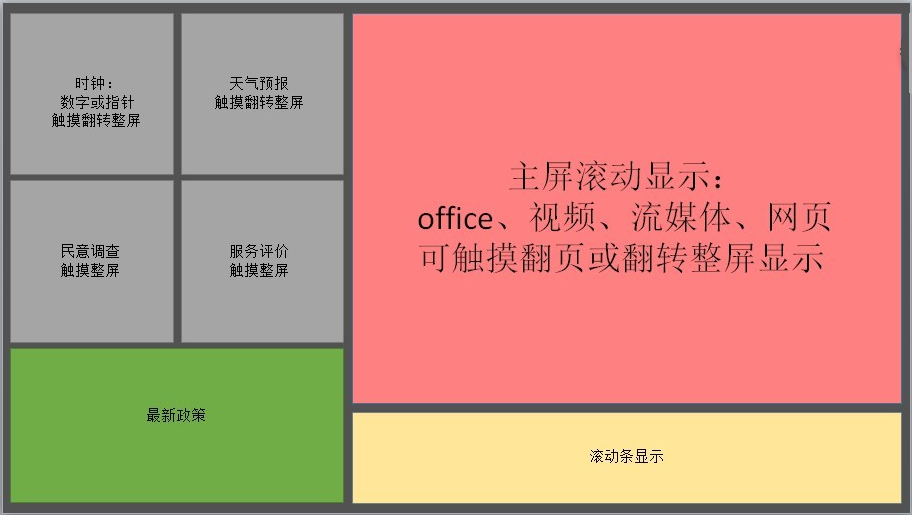 时钟：
数字或指针
触摸翻转整屏
天气预报
触摸翻转整屏
主屏滚动显示：
office、视频、流媒体、网页
可触摸翻页或翻转整屏显示
民意调查
触摸整屏
服务评价
触摸整屏
最新政策
滚动条显示